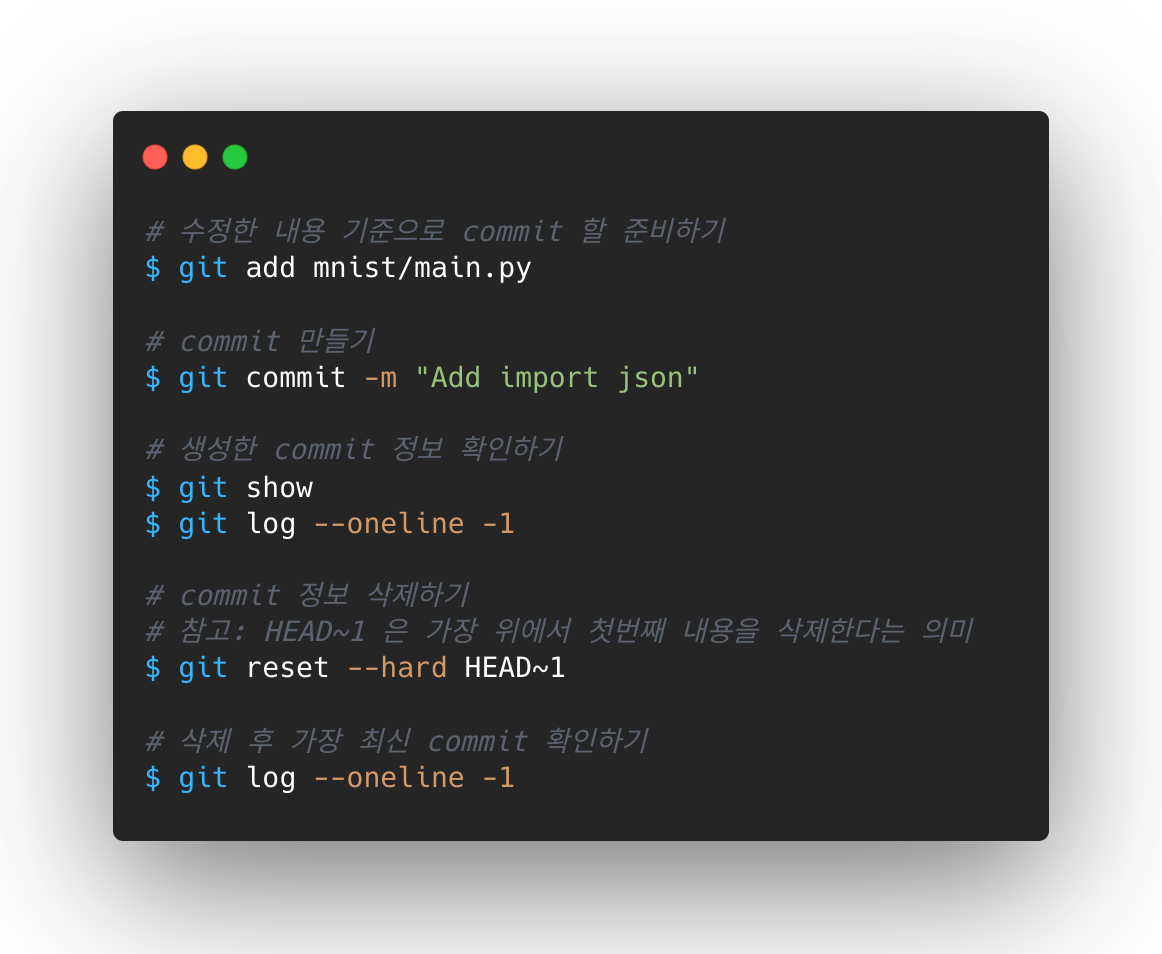 # 수정한 내용 기준으로 commit 할 준비하기
$ git add mnist/main.py
# commit 만들기
$ git commit -m "Add import json"
# 생성한 commit 정보 확인하기
$ git show
$ git log --oneline -1
# commit 정보 삭제하기
# 참고: HEAD~1 은 가장 위에서 첫번째 내용을 삭제한다는 의미
$ git reset --hard HEAD~1
# 삭제 후 가장 최신 commit 확인하기
$ git log --oneline -1